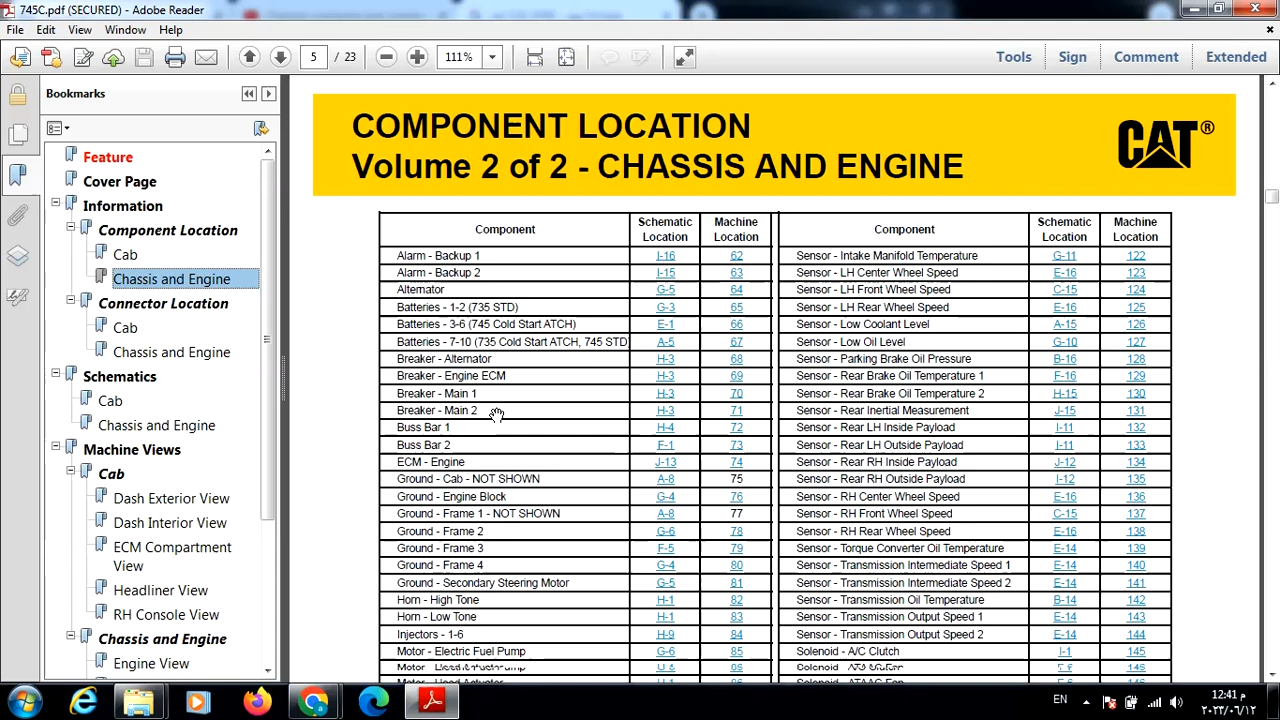 745C.pdf (SECURED) - Adobe Reader
File Edit View Window Help
5 / 23 111% Tools Sign Comment Extended
Bookmarks
Feature
Cover Page
Information
Component Location
Cab
Chassis and Engine
Connector Location
Cab
Chassis and Engine
Schematics
Cab
Chassis and Engine
Machine Views
Cab
Dash Exterior View
Dash Interior View
ECM Compartment
View
Headliner View
RH Console View
Chassis and Engine
Engine View
COMPONENT LOCATION
Volume 2 of 2 - CHASSIS AND ENGINE
CAT®
Component Schematic Location Machine Location Component Schematic Location Machine Location
Alarm - Backup 1 I-16 62 Sensor - Intake Manifold Temperature G-11 122
Alarm - Backup 2 I-15 63 Sensor - LH Center Wheel Speed E-16 123
Alternator G-5 64 Sensor - LH Front Wheel Speed C-15 124
Batteries - 1-2 (735 STD) G-3 65 Sensor - LH Rear Wheel Speed E-16 125
Batteries - 3-6 (745 Cold Start ATCH) E-1 66 Sensor - Low Coolant Level A-15 126
Batteries - 7-10 (735 Cold Start ATCH, 745 STD) A-5 67 Sensor - Low Oil Level G-10 127
Breaker - Alternator H-3 68 Sensor - Parking Brake Oil Pressure B-16 128
Breaker - Engine ECM H-3 69 Sensor - Rear Brake Oil Temperature 1 F-16 129
Breaker - Main 1 H-3 70 Sensor - Rear Brake Oil Temperature 2 H-15 130
Breaker - Main 2 H-3 71 Sensor - Rear Inertial Measurement J-15 131
Buss Bar 1 H-4 72 Sensor - Rear LH Inside Payload I-11 132
Buss Bar 2 F-1 73 Sensor - Rear LH Outside Payload I-11 133
ECM - Engine J-13 74 Sensor - Rear RH Inside Payload J-12 134
Ground - Cab - NOT SHOWN A-8 75 Sensor - Rear RH Outside Payload I-12 135
Ground - Engine Block G-4 76 Sensor - RH Center Wheel Speed E-16 136
Ground - Frame 1 - NOT SHOWN A-8 77 Sensor - RH Front Wheel Speed C-15 137
Ground - Frame 2 G-6 78 Sensor - RH Rear Wheel Speed E-16 138
Ground - Frame 3 F-5 79 Sensor - Torque Converter Oil Temperature E-14 139
Ground - Frame 4 G-4 80 Sensor - Transmission Intermediate Speed 1 E-14 140
Ground - Secondary Steering Motor G-5 81 Sensor - Transmission Intermediate Speed 2 E-14 141
Horn - High Tone H-1 82 Sensor - Transmission Oil Temperature B-14 142
Horn - Low Tone H-1 83 Sensor - Transmission Output Speed 1 E-14 143
Injectors - 1-6 H-9 84 Sensor - Transmission Output Speed 2 E-14 144
Motor - Electric Fuel Pump G-6 85 Solenoid - A/C Clutch I-1 145
EN
م 12:41
٢٠٢٣/٠٦/١٢